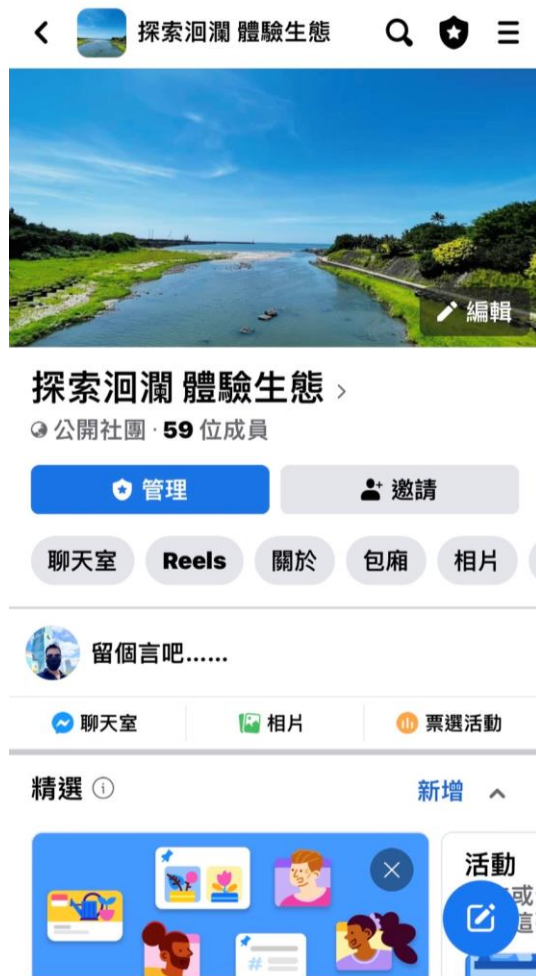 探索洄瀾 體驗生態
編輯
探索洄瀾 體驗生態
公開社團 · 59 位成員
管理
邀請
聊天室
Reels
關於
包廂
相片
留個言吧......
聊天室
相片
票選活動
精選
新增
活動
或
#